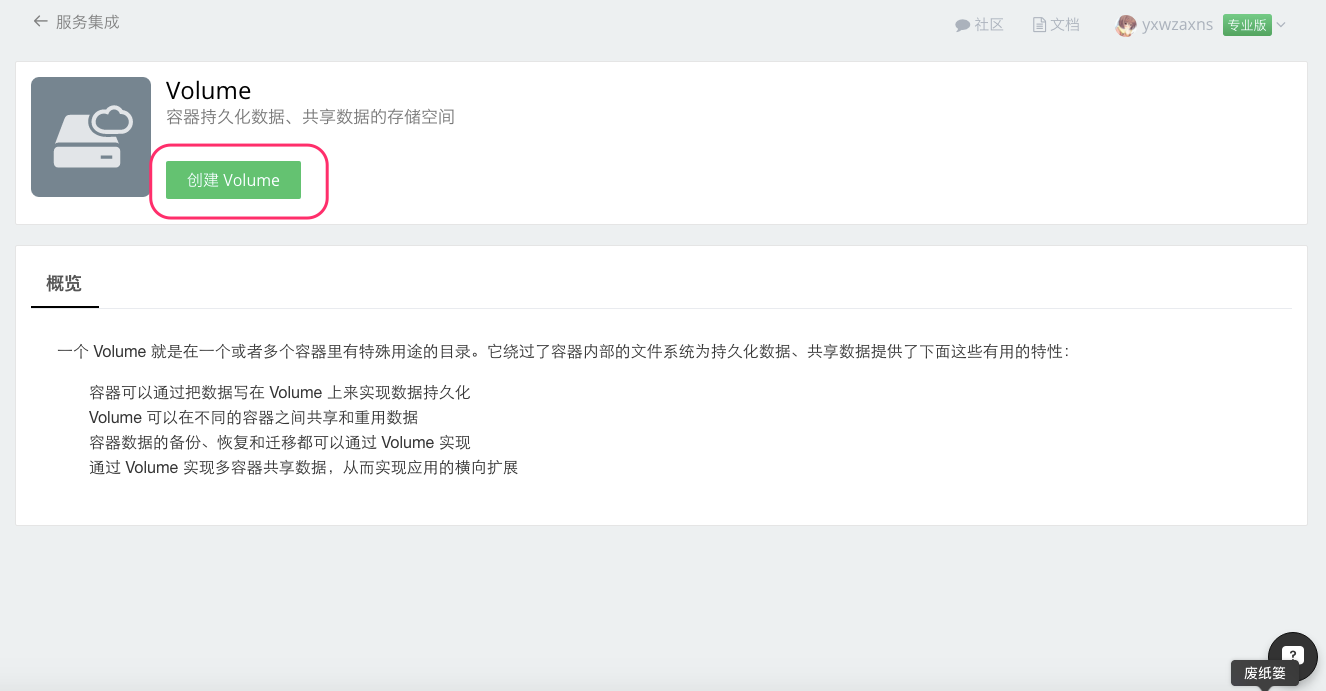 服务集成
社区 文档 yxwzaxns 专业版
Volume
容器持久化数据、共享数据的存储空间
创建 Volume
概览
一个 Volume 就是在一个或者多个容器里有特殊用途的目录。它绕过了容器内部的文件系统为持久化数据、共享数据提供了下面这些有用的特性：
容器可以通过把数据写在 Volume 上来实现数据持久化
Volume 可以在不同的容器之间共享和重用数据
容器数据的备份、恢复和迁移都可以通过 Volume 实现
通过 Volume 实现多容器共享数据，从而实现应用的横向扩展
?
废纸篓